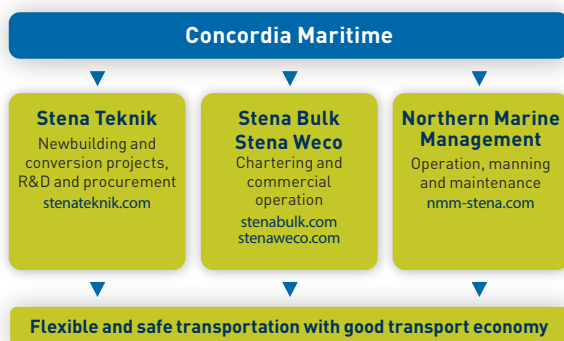 Concordia Maritime
Stena Teknik
Newbuilding and
conversion projects,
R&D and procurement
stenateknik.com
Stena Bulk
Stena Weco
Chartering and
commercial
operation
stenabulk.com
stenaweco.com
Northern Marine
Management
Operation, manning
and maintenance
nmm-stena.com
Flexible and safe transportation with good transport economy